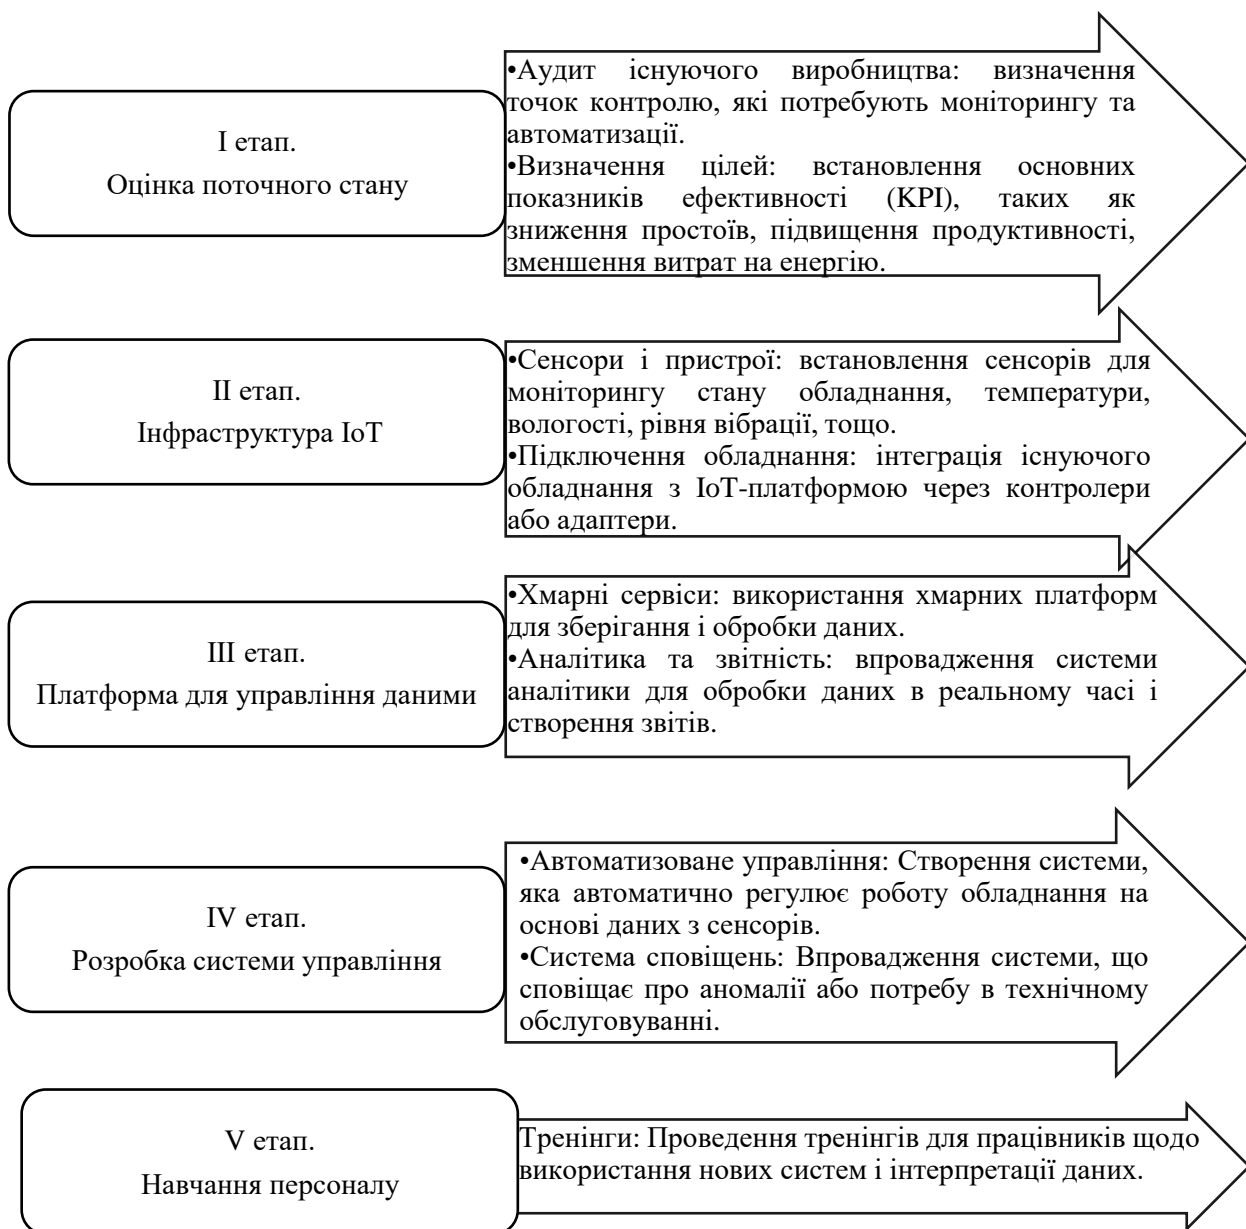 І етап.
Оцінка поточного стану
•Аудит існуючого виробництва: визначення
точок контролю, які потребують моніторингу та
автоматизації.
•Визначення цілей: встановлення основних
показників ефективності (KPI), таких як
зниження простоїв, підвищення продуктивності,
зменшення витрат на енергію.
ІІ етап.
Інфраструктура ІоТ
•Сенсори і пристрої: встановлення сенсорів для
моніторингу стану обладнання, температури,
вологості, рівня вібрації, тощо.
•Підключення обладнання: інтеграція існуючого
обладнання з ІоТ-платформою через контролери
або адаптери.
ІІІ етап.
Платформа для управління даними
•Хмарні сервіси: використання хмарних платформ
для зберігання і обробки даних.
•Аналітика та звітність: впровадження системи
аналітики для обробки даних в реальному часі і
створення звітів.
IV етап.
Розробка системи управління
•Автоматизоване управління: Створення системи,
яка автоматично регулює роботу обладнання на
основі даних з сенсорів.
•Система сповіщень: Впровадження системи, що
сповіщає про аномалії або потребу в технічному
обслуговуванні.
V етап.
Навчання персоналу
Тренінги: Проведення тренінгів для працівників щодо
використання нових систем і інтерпретації даних.